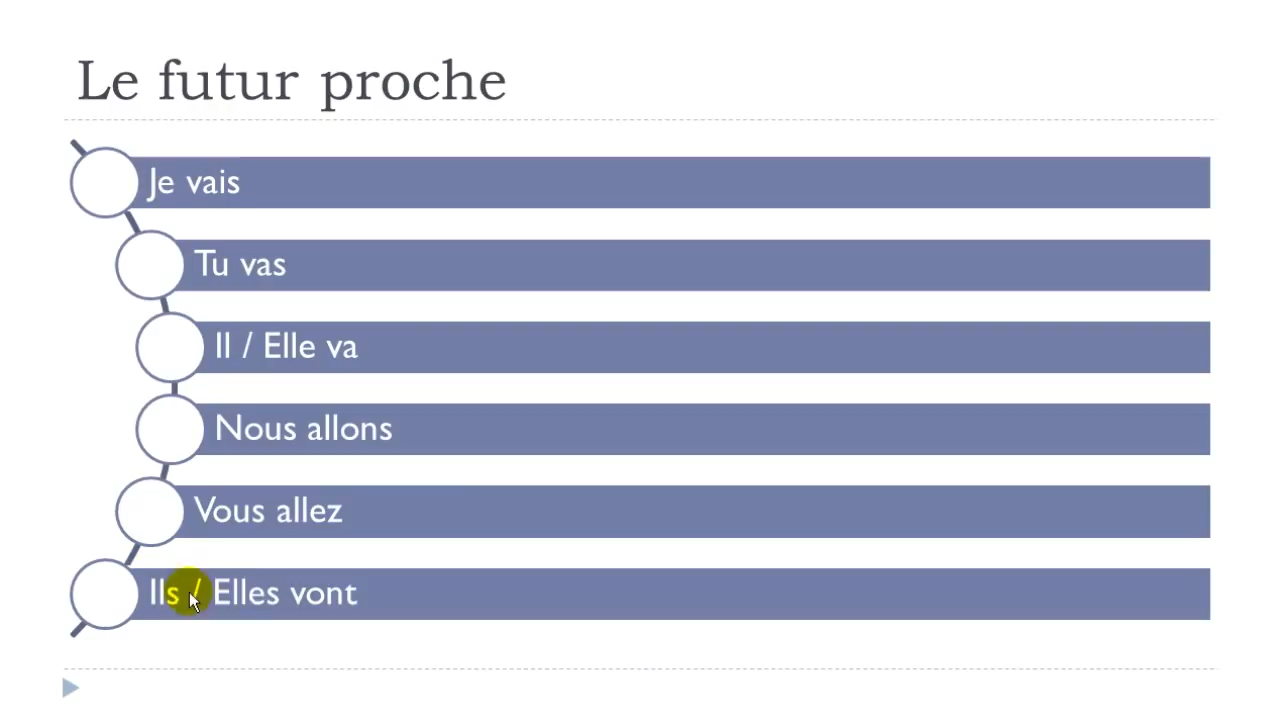 Le futur proche
Je vais
Tu vas
Il / Elle va
Nous allons
Vous allez
Ils / Elles vont